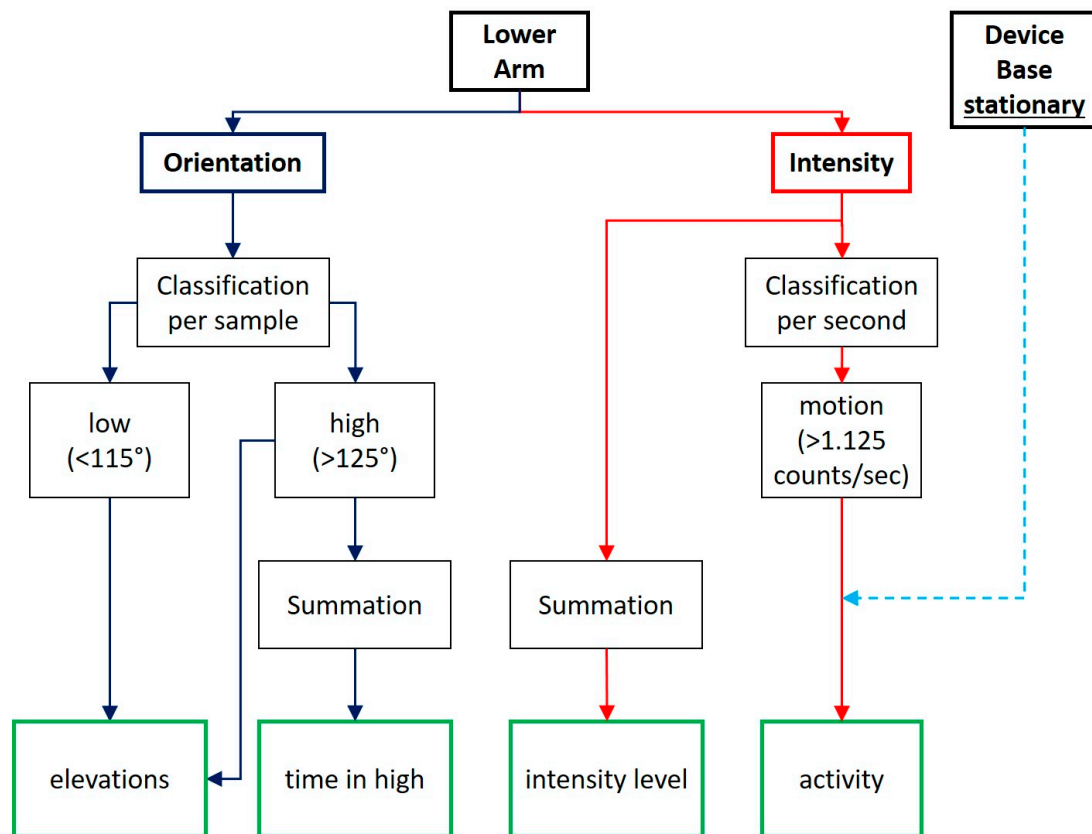 Lower
Arm
Device
Base
stationary
Orientation
Intensity
Classification
per sample
Classification
per second
low
(<115°)
high
(>125°)
motion
(>1.125
counts/sec)
Summation
Summation
elevations
time in high
intensity level
activity